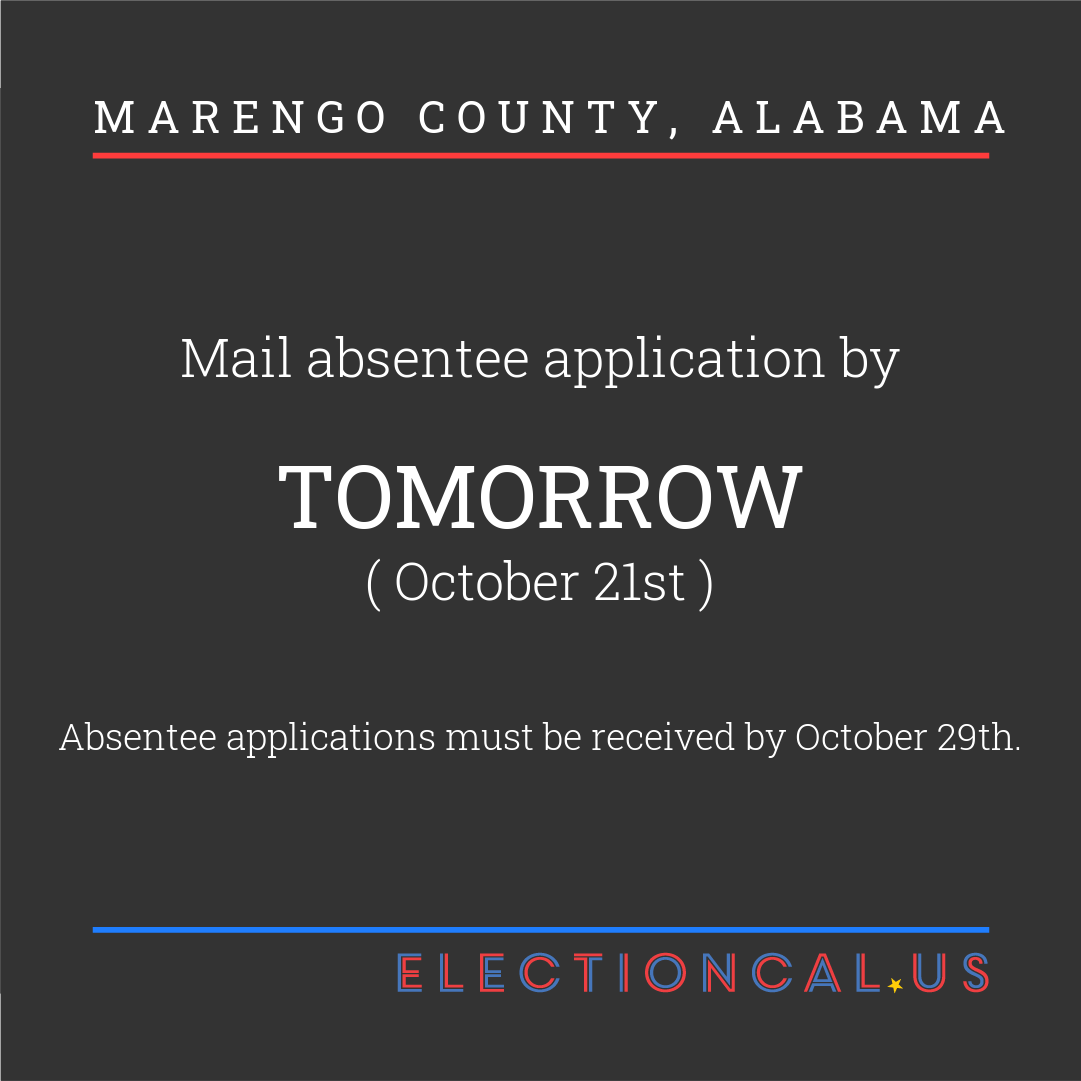 MARENGO COUNTY, ALABAMA
Mail absentee application by
TOMORROW
( October 21st )
Absentee applications must be received by October 29th.
ELECTIONCAL.US